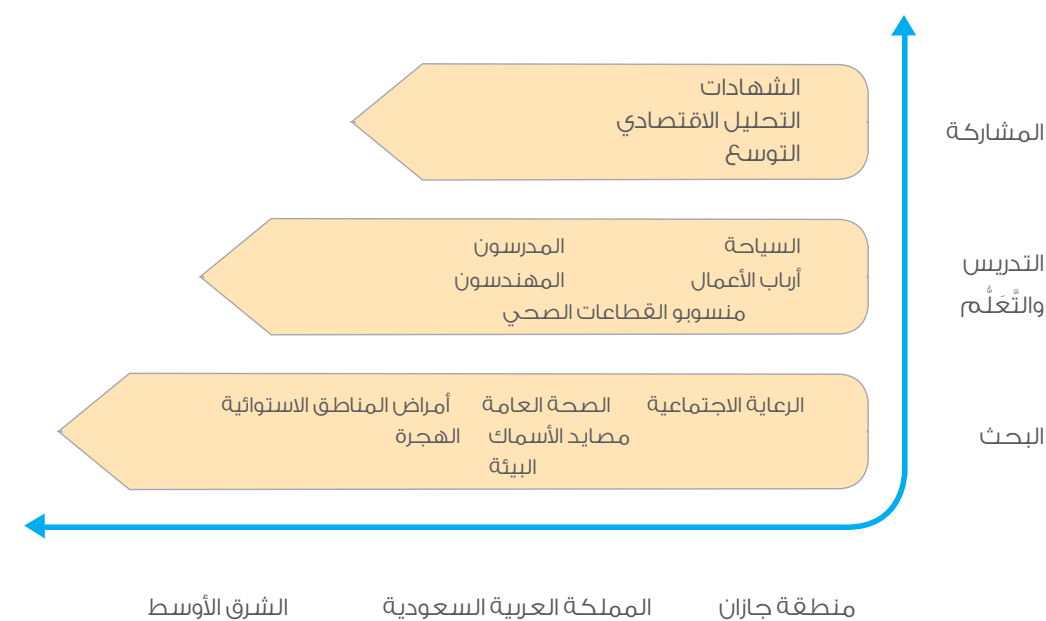 المشاركة
الشهادات
التحليل الاقتصادي
التوسع
التدريس
والتَّعَلُّم
السياحة المدرسون
أرباب الأعمال المهندسون
منسوبو القطاعات الصحي
البحث
الرعاية الاجتماعية الصحة العامة أمراض المناطق الاستوائية
مصايد الأسماك الهجرة
البيئة
منطقة جازان المملكة العربية السعودية الشرق الأوسط